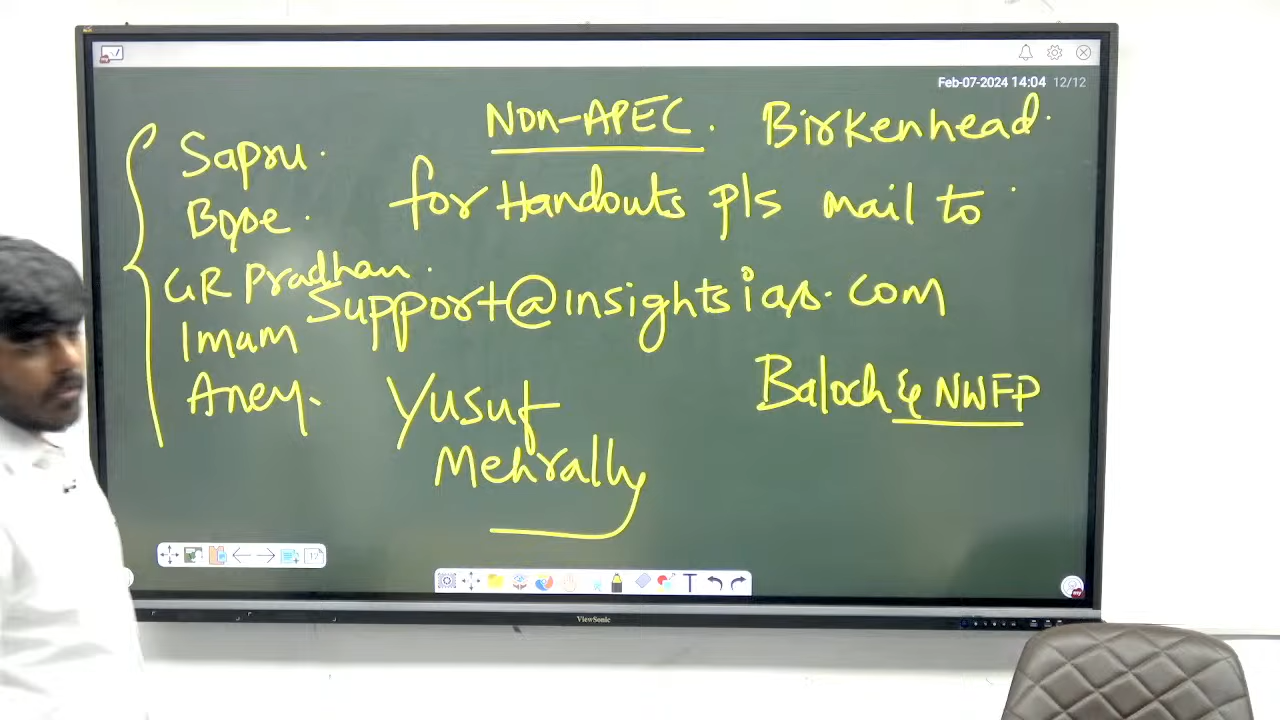 Feb-07-2024 14:04 12/12
Non-APEC. Birkenhead.
Sapru.
for Handouts pls mail to
Bose.
GR Pradhan.
Support@insightsias.com
Imam
Aney.
Yusuf
Mehrally
Baloch & NWFP
12
T
ViewSonic